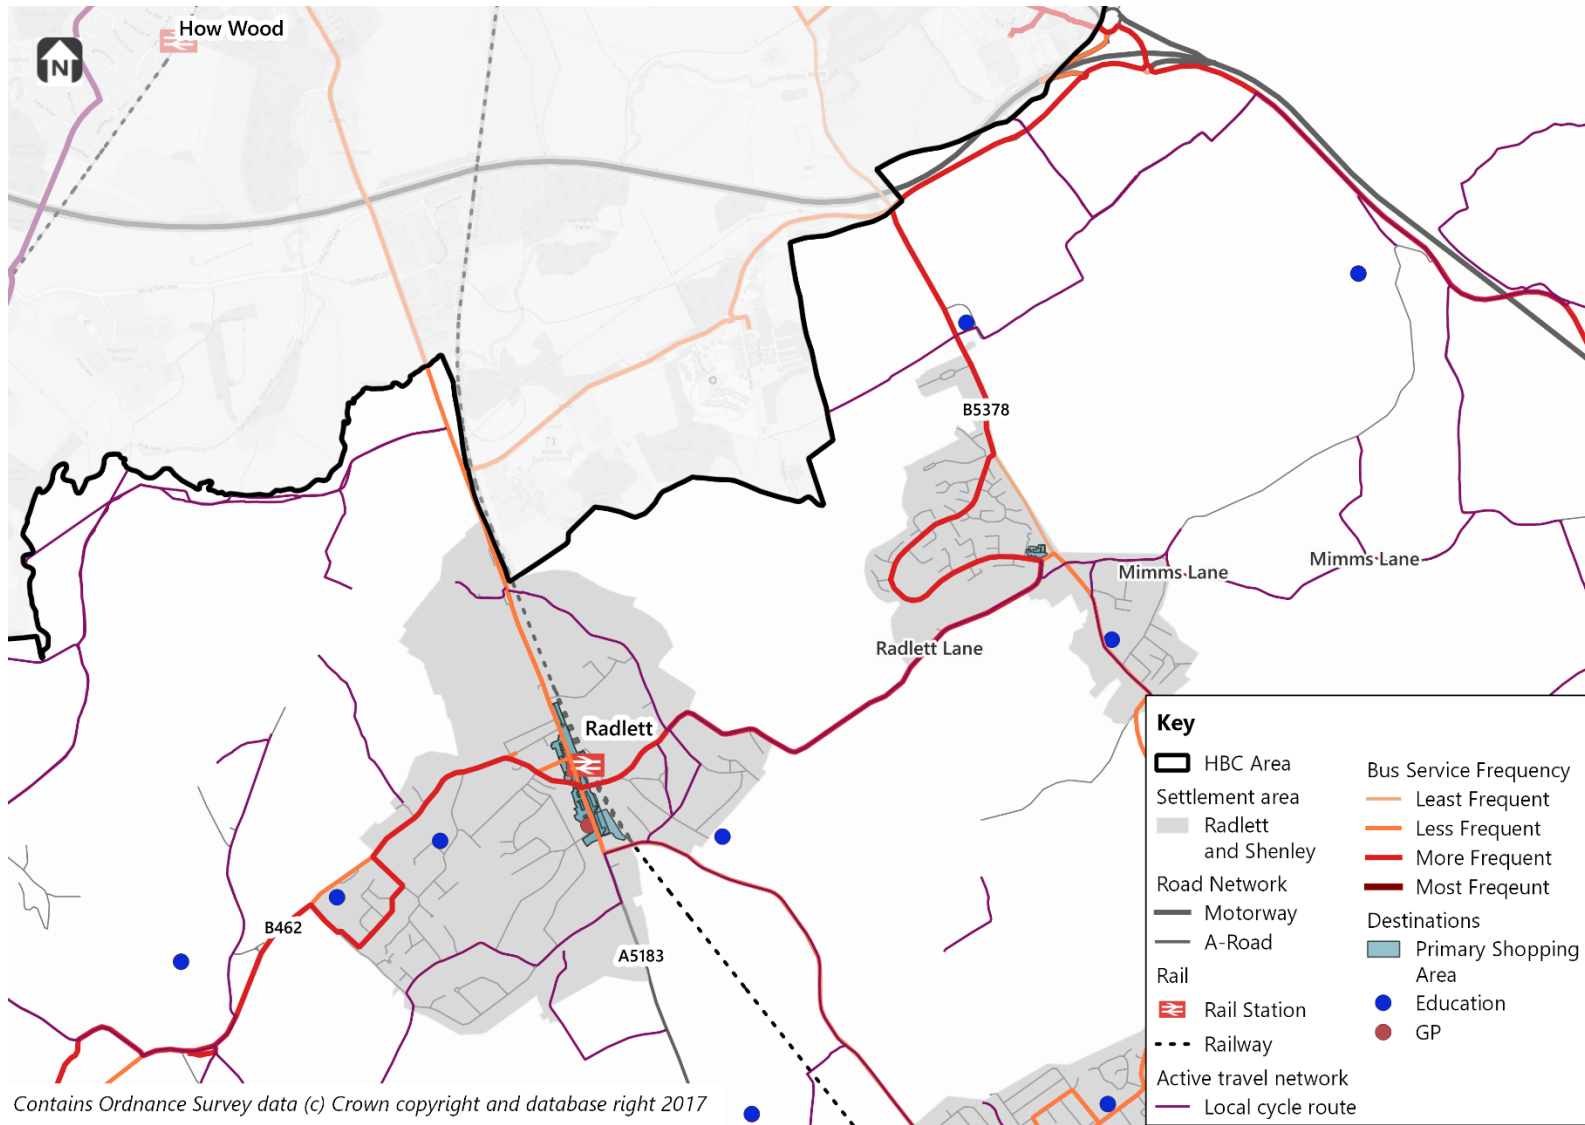 How Wood
N
B5378
Mimms Lane
Mimms Lane
Radlett Lane
Radlett
B462
A5183
Key
HBC Area
Settlement area
Radlett
and Shenley
Road Network
Motorway
A-Road
Rail
Rail Station
Railway
Active travel network
Local cycle route
Bus Service Frequency
Least Frequent
Less Frequent
More Frequent
Most Freqeunt
Destinations
Primary Shopping
Area
Education
GP
Contains Ordnance Survey data (c) Crown copyright and database right 2017